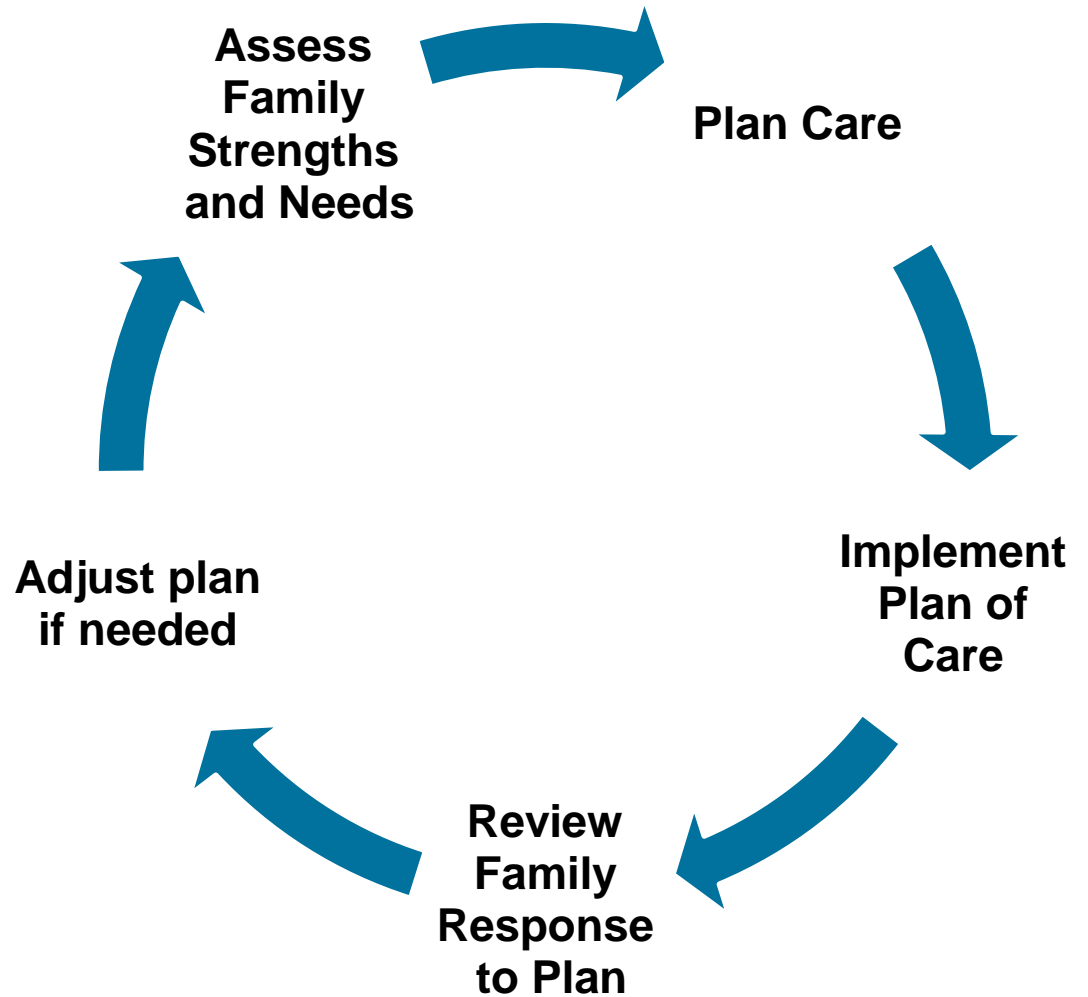 Assess
Family
Strengths
and Needs
Plan Care
Implement
Plan of
Care
Review
Family
Response
to Plan
Adjust plan
if needed